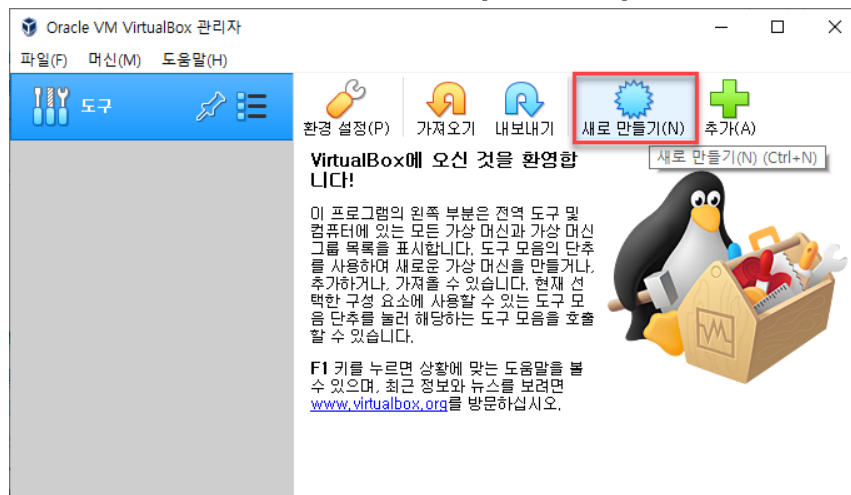 Oracle VM VirtualBox 관리자
파일(F) 머신(M) 도움말(H)
도구
환경 설정(P) 가져오기 내보내기 새로 만들기(N) 추가(A)
새로 만들기(N) (Ctrl+N)
VirtualBox에 오신 것을 환영합
니다!
이 프로그램의 왼쪽 부분은 전역 도구 및
컴퓨터에 있는 모든 가상 머신과 가상 머신
그룹 목록을 표시합니다. 도구 모음의 단추
를 사용하여 새로운 가상 머신을 만들거나,
추가하거나, 가져올 수 있습니다. 현재 선
택한 구성 요소에 사용할 수 있는 도구 모
음 단추를 눌러 해당하는 도구 모음을 호출
할 수 있습니다.
F1 키를 누르면 상황에 맞는 도움말을 볼
수 있으며, 최근 정보와 뉴스를 보려면
www.virtualbox.org를 방문하십시오.